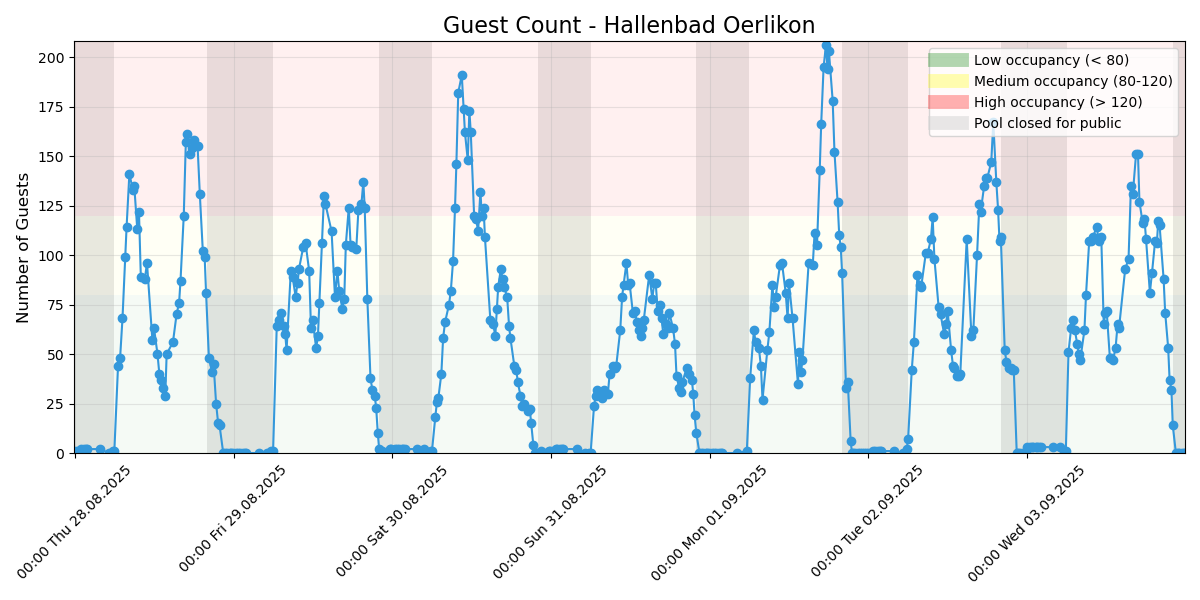 Guest Count - Hallenbad Oerlikon
Number of Guests
200
175
150
125
100
75
50
25
0
Low occupancy (< 80)
Medium occupancy (80-120)
High occupancy (> 120)
Pool closed for public
00:00 Thu 28.08.2025
00:00 Fri 29.08.2025
00:00 Sat 30.08.2025
00:00 Sun 31.08.2025
00:00 Mon 01.09.2025
00:00 Tue 02.09.2025
00:00 Wed 03.09.2025